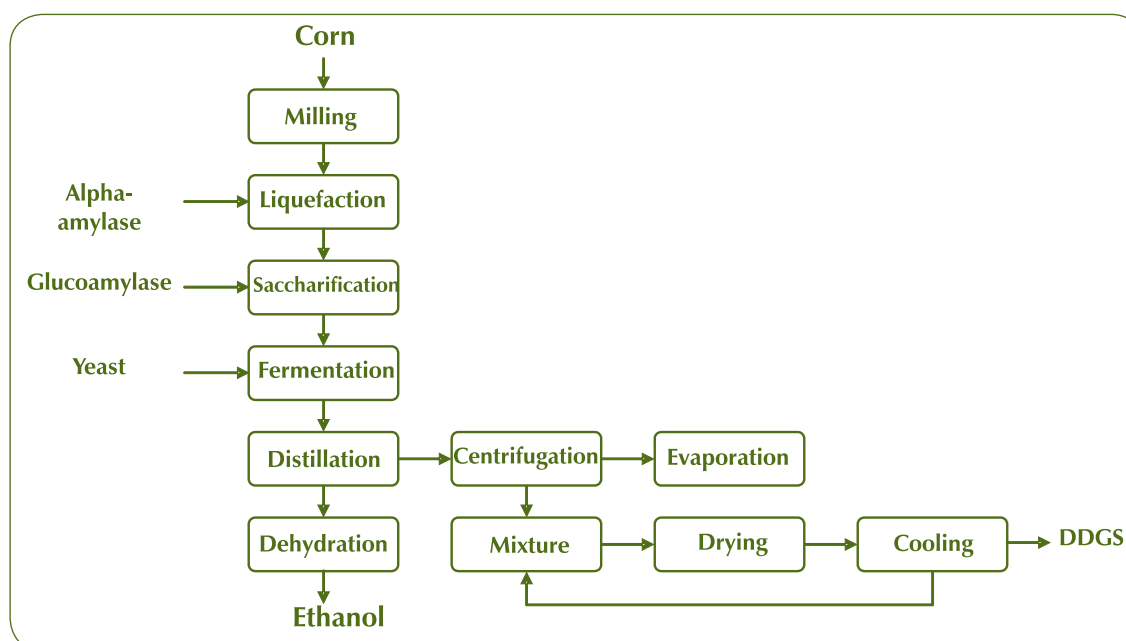 Corn
Milling
Alpha-
amylase
Liquefaction
Glucoamylase
Saccharification
Yeast
Fermentation
Distillation
Centrifugation
Evaporation
Dehydration
Mixture
Drying
Cooling
DDGS
Ethanol